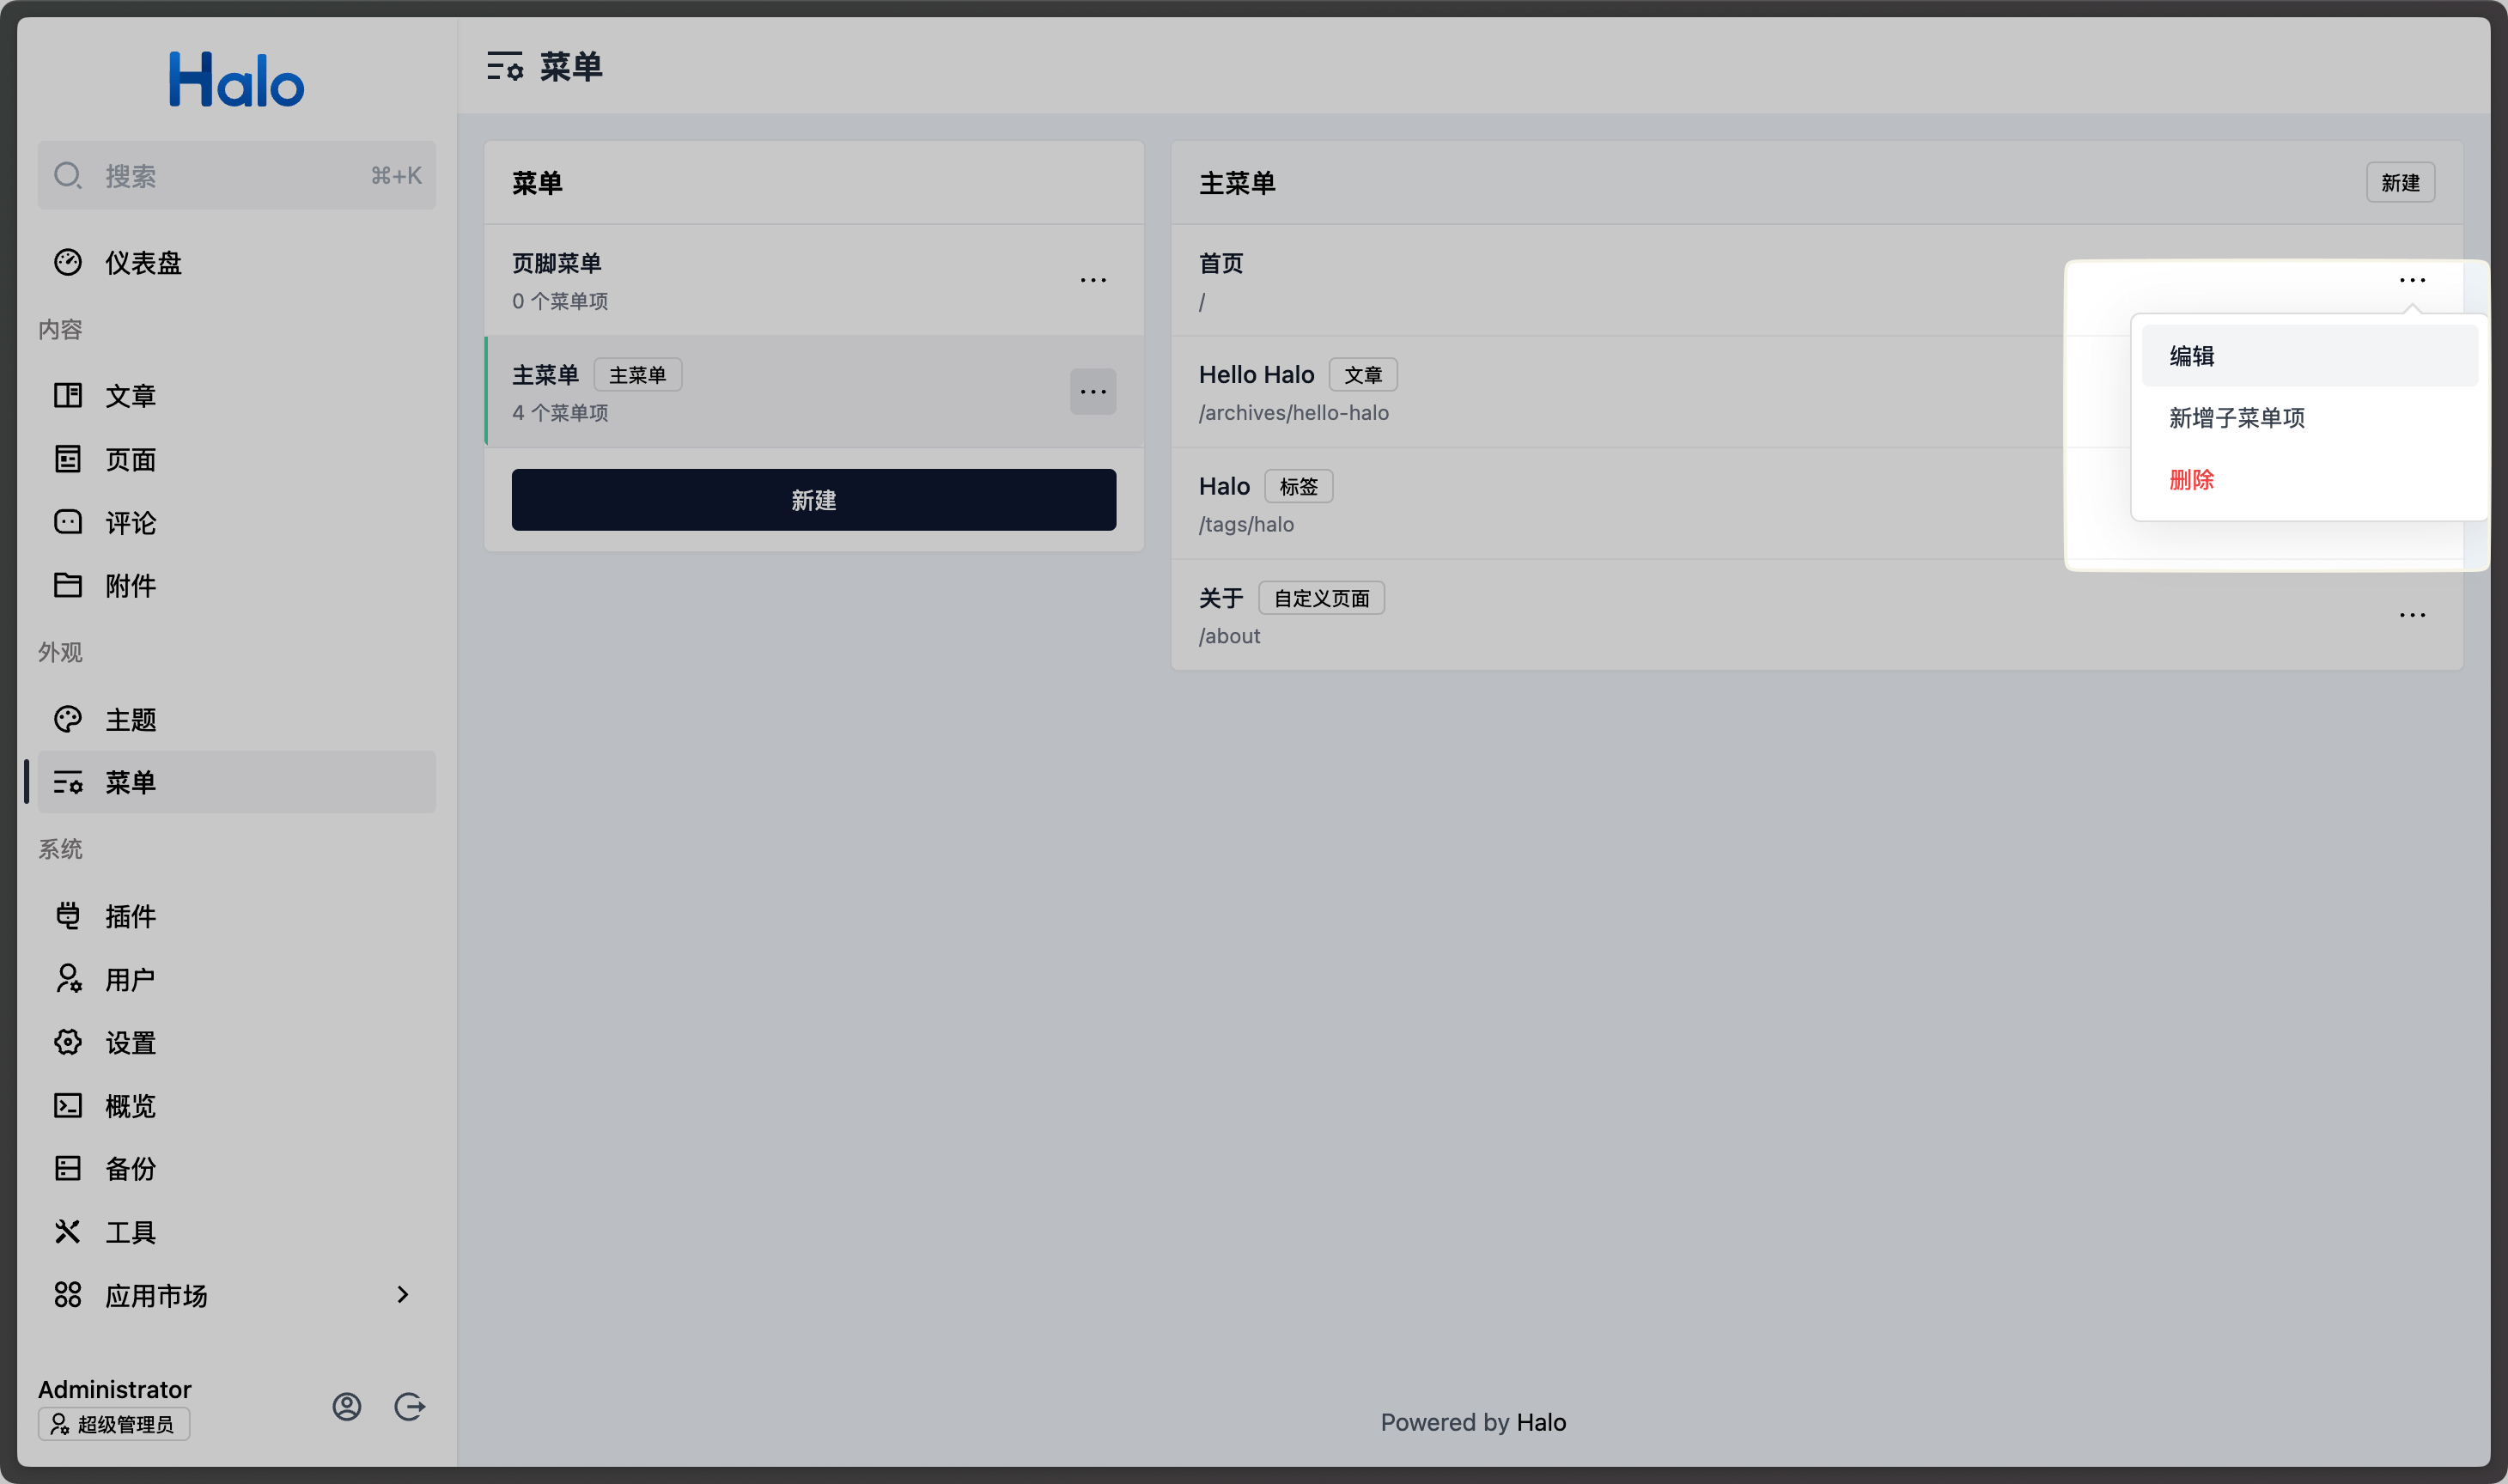 Halo
搜索 ⌘+K
仪表盘
内容
文章
页面
评论
附件
外观
主题
菜单
系统
插件
用户
设置
概览
备份
工具
应用市场
Administrator
超级管理员
菜单
菜单
页脚菜单
0 个菜单项
主菜单 主菜单
4 个菜单项
新建
主菜单 新建
首页
/
Hello Halo 文章
/archives/hello-halo
Halo 标签
/tags/halo
关于 自定义页面
/about
编辑
新增子菜单项
删除
Powered by Halo